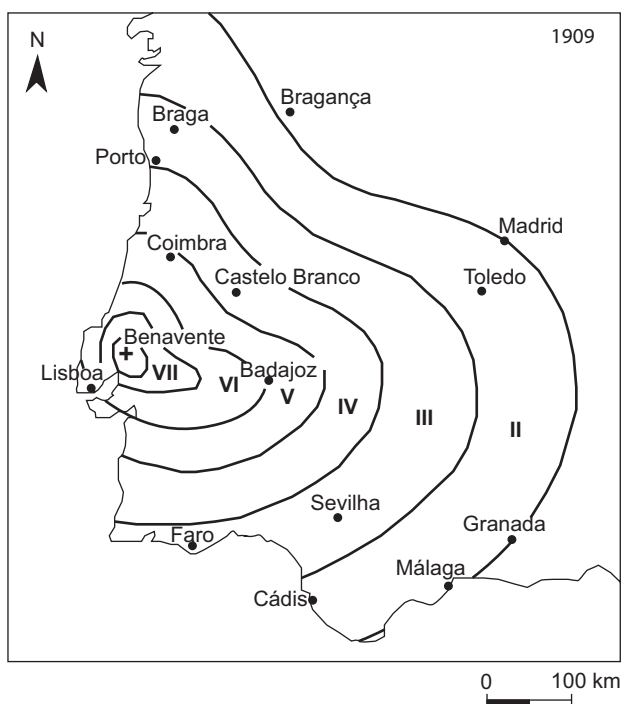 1909
N
Bragança
Braga
Porto
Madrid
Coimbra
Toledo
Castelo Branco
Benavente
Lisboa
VII
VI
Badajoz
V
IV
III
II
Sevilha
Granada
Faro
Málaga
Cádis
0 100 km